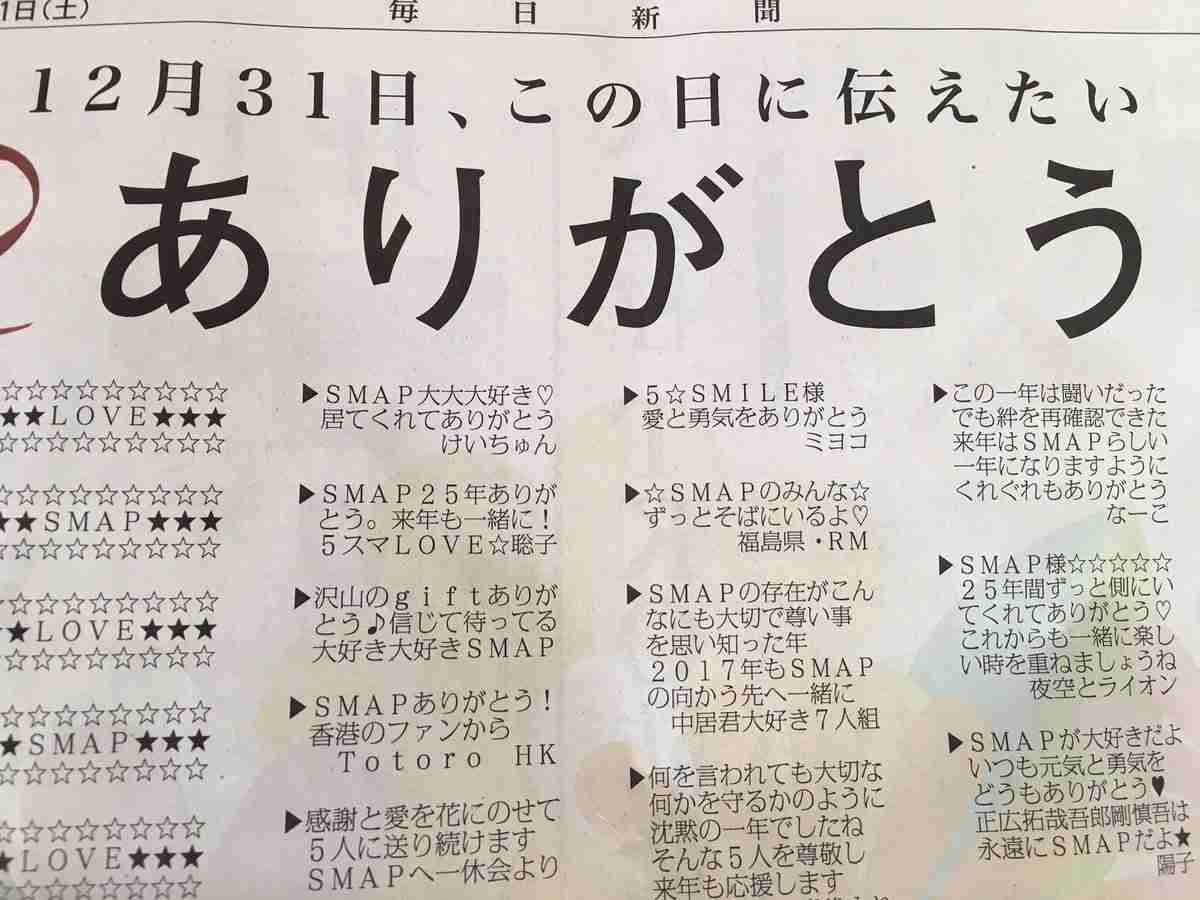 1日(土)
毎日新聞
12月31日、この日に伝えたい
ありがとう
☆☆☆☆☆☆☆☆☆
★★LOVE★★★
☆☆☆☆☆☆☆☆☆
☆☆☆☆☆☆☆☆☆
★★SMAP★★★
☆☆☆☆☆☆☆☆☆
☆☆☆☆☆☆☆☆☆
★LOVE★★★
☆☆☆☆☆☆☆☆☆
☆☆☆☆☆☆☆☆☆
★SMAP★★★
☆☆☆☆☆☆☆☆☆
☆☆☆☆☆☆☆☆
★LOVE★★★
☆☆☆☆☆☆☆☆
▶SMAP大大大好き♡
居てくれてありがとう
けいちゅん
▶SMAP25年ありが
とう。来年も一緒に!
5スマLOVE☆聡子
▶沢山のgiftありが
とう♪信じて待ってる
大好き大好きSMAP
▶SMAPありがとう!
香港のファンから
Totoro HK
▶感謝と愛を花にのせて
5人に送り続けます
SMAPへ一休会より
▶5☆SMILE様
愛と勇気をありがとう
ミヨコ
▶☆SMAPのみんな☆
ずっとそばにいるよ♡
福島県・RM
▶SMAPの存在がこん
なにも大切で尊い事
を思い知った年
2017年もSMAP
の向かう先へ一緒に
中居君大好き7人組
▶何を言われても大切な
何かを守るかのように
沈黙の一年でしたね
そんな5人を尊敬し
来年も応援します
▶この一年は闘いだった
でも絆を再確認できた
来年はSMAPらしい
一年になりますように
くれぐれもありがとう
なーこ
▶SMAP様☆☆☆☆☆
25年間ずっと側にい
てくれてありがとう♡
これからも一緒に楽し
い時を重ねましょうね
夜空とライオン
▶SMAPが大好きだよ
いつも元気と勇気を
どうもありがとう♥
正広拓哉吾郎剛慎吾は
永遠にSMAPだよ★
陽子